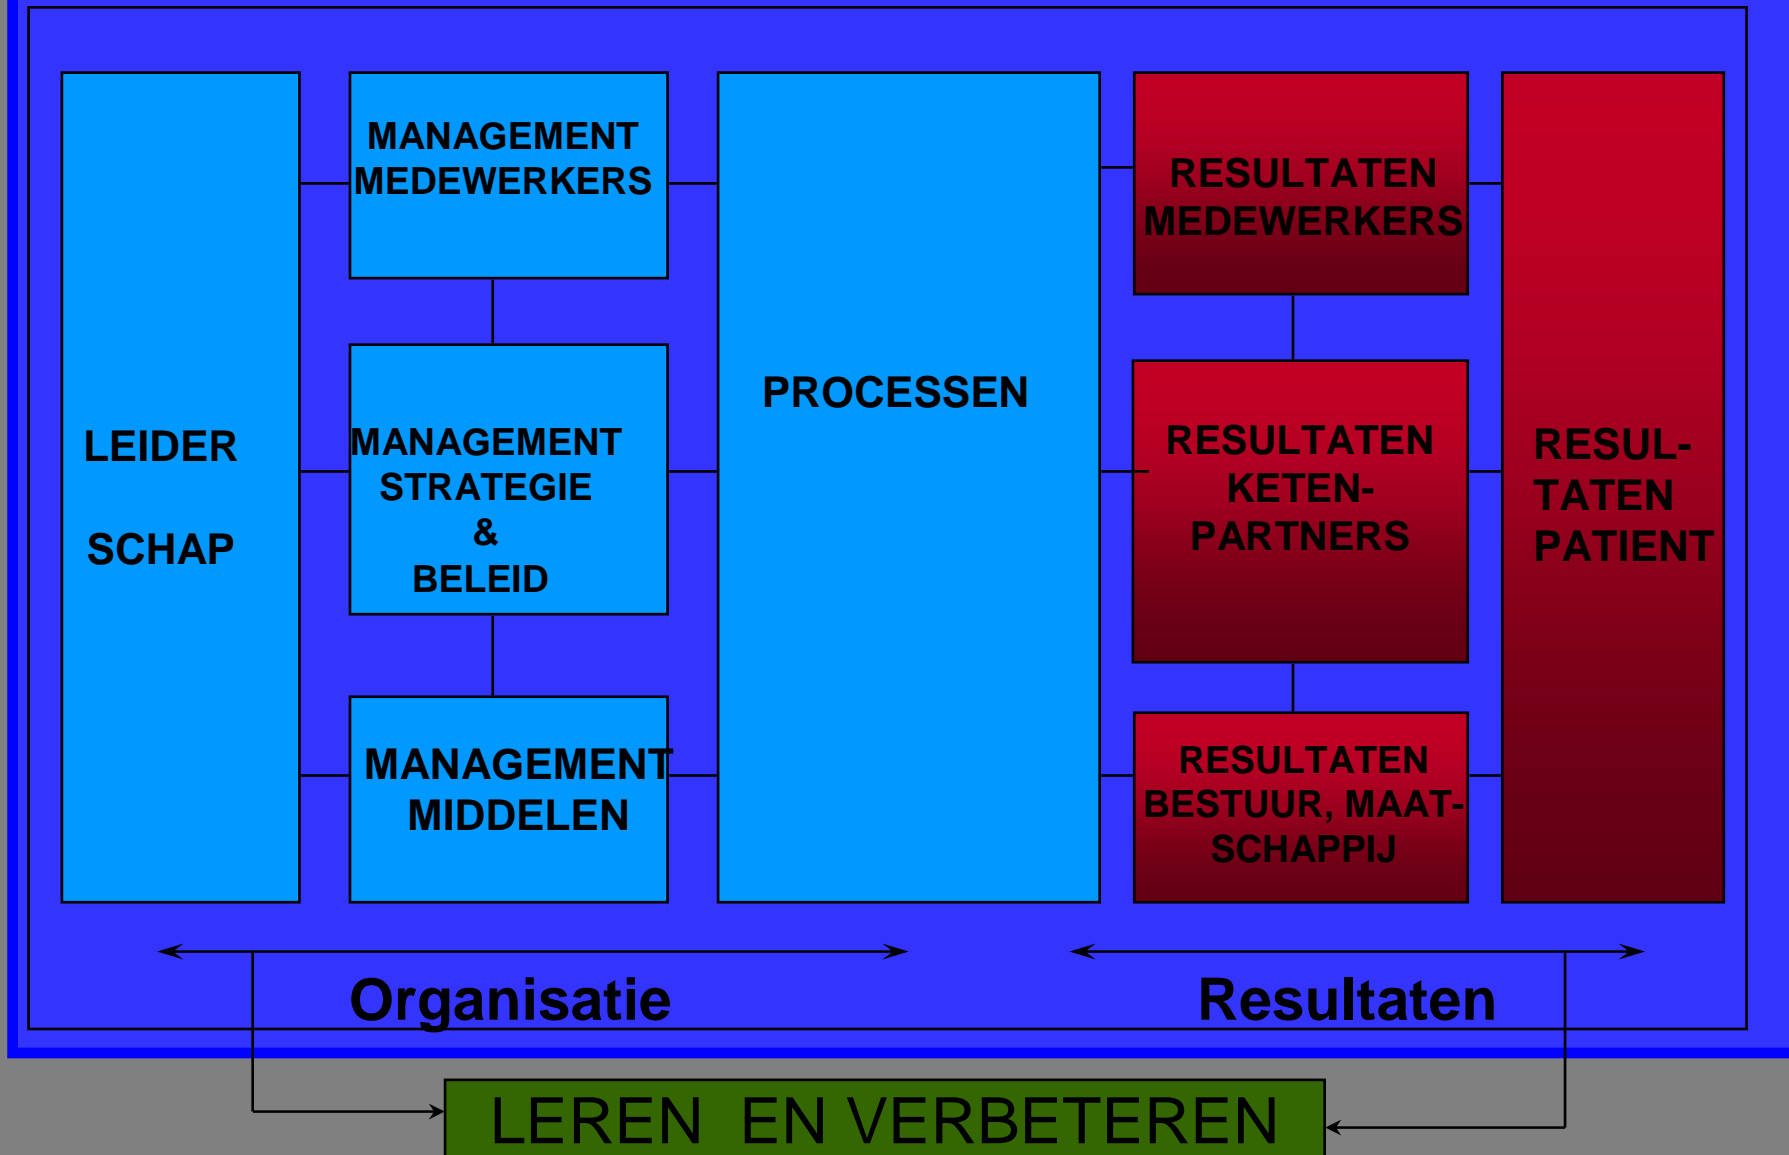 LEIDER
SCHAP
MANAGEMENT
MEDEWERKERS
MANAGEMENT
STRATEGIE
&
BELEID
MANAGEMENT
MIDDELEN
PROCESSEN
RESULTATEN
MEDEWERKERS
RESULTATEN
KETEN-
PARTNERS
RESULTATEN
BESTUUR, MAAT-
SCHAPPIJ
RESUL-
TATEN
PATIENT
Organisatie
Resultaten
LEREN EN VERBETEREN